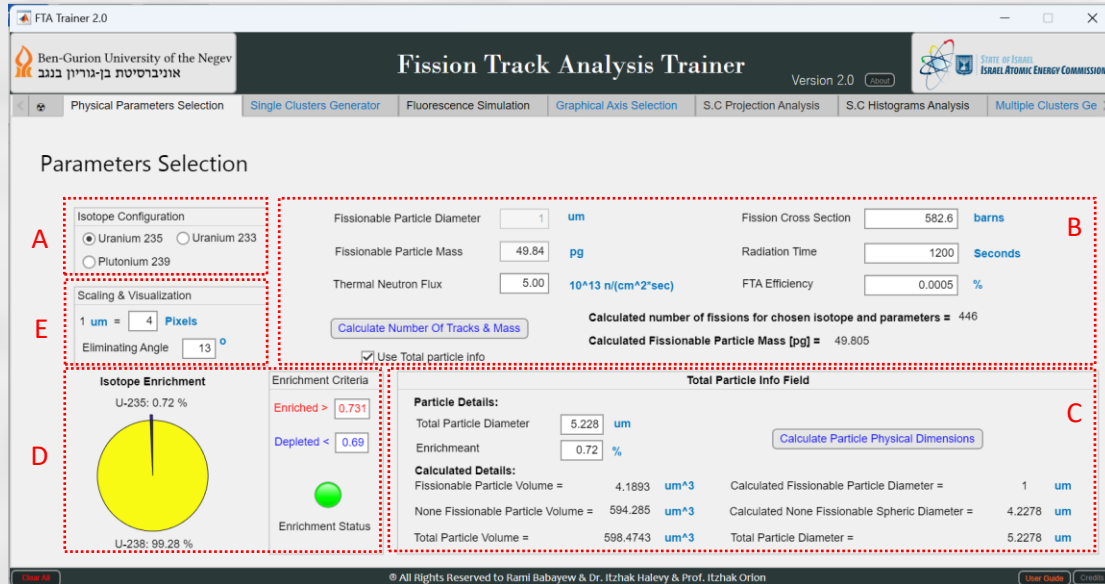 FTA Trainer 2.0
Ben-Gurion University of the Negev
אוניברסיטת בן-גוריון בנגב
Fission Track Analysis Trainer
Version 2.0 About
STATE OF ISRAEL
ISRAEL ATOMIC ENERGY COMMISSION
Physical Parameters Selection Single Clusters Generator Fluorescence Simulation Graphical Axis Selection S.C Projection Analysis S.C Histograms Analysis Multiple Clusters Ge
Parameters Selection
A
Isotope Configuration
Uranium 235 Uranium 233
Plutonium 239
E
Scaling & Visualization
1 um = 4 Pixels
Eliminating Angle 13 °
B
Fissionable Particle Diameter 1 um Fission Cross Section 582.6 barns
Fissionable Particle Mass 49.84 pg Radiation Time 1200 Seconds
Thermal Neutron Flux 5.00 10^13 n/(cm^2*sec) FTA Efficiency 0.0005 %
Calculated number of fissions for chosen isotope and parameters = 446
Calculate Number Of Tracks & Mass
Calculated Fissionable Particle Mass [pg] = 49.805
Use Total particle info
D
Isotope Enrichment
U-235: 0.72 %
U-238: 99.28 %
Enrichment Criteria
Enriched > 0.731
Depleted < 0.69
Enrichment Status
C
Total Particle Info Field
Particle Details:
Total Particle Diameter 5.228 um
Enrichmeant 0.72 %
Calculate Particle Physical Dimensions
Calculated Details:
Fissionable Particle Volume = 4.1893 um^3 Calculated Fissionable Particle Diameter = 1 um
None Fissionable Particle Volume = 594.285 um^3 Calculated None Fissionable Spheric Diameter = 4.2278 um
Total Particle Volume = 598.4743 um^3 Total Particle Diameter = 5.2278 um
Clear All
® All Rights Reserved to Rami Babayew & Dr. Itzhak Halevy & Prof. Itzhak Orion
User Guide Credits